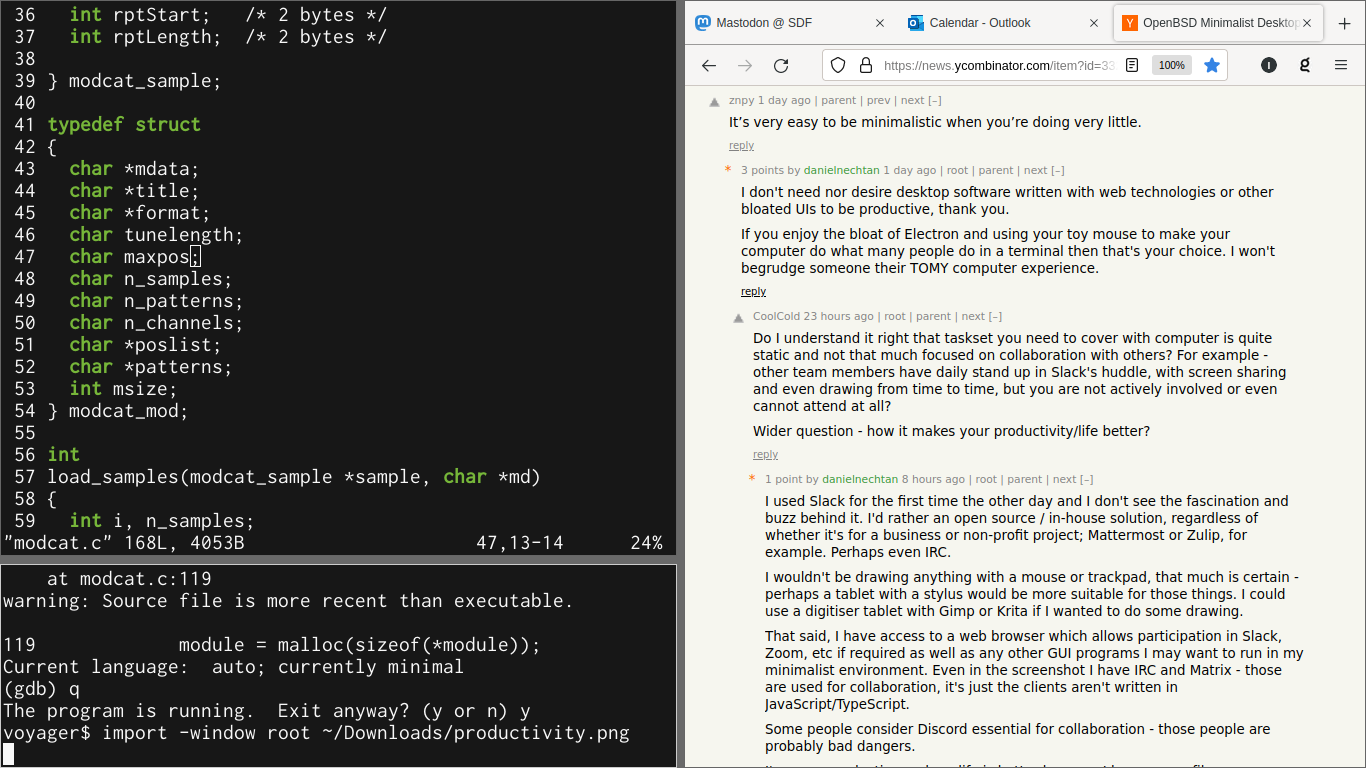 36   int rptStart;   /* 2 bytes */
37   int rptLength;  /* 2 bytes */
38
39 } modcat_sample;
40
41 typedef struct
42 {
43   char *mdata;
44   char *title;
45   char *format;
46   char tunelength;
47   char maxpos;
48   char n_samples;
49   char n_patterns;
50   char n_channels;
51   char *poslist;
52   char *patterns;
53   int msize;
54 } modcat_mod;
55
56 int
57 load_samples(modcat_sample *sample, char *md)
58 {
59   int i, n_samples;
"modcat.c" 168L, 4053B 47,13-14 24%
    at modcat.c:119
warning: Source file is more recent than executable.
119             module = malloc(sizeof(*module));
Current language:  auto; currently minimal
(gdb) q
The program is running.  Exit anyway? (y or n) y
voyager$ import -window root ~/Downloads/productivity.png
Mastodon @ SDF
Calendar - Outlook
OpenBSD Minimalist Desktop
https://news.ycombinator.com/item?id=33
100%
znpy 1 day ago | parent | prev | next [–]
It’s very easy to be minimalistic when you’re doing very little.
reply
* 3 points by danielnechtan 1 day ago | root | parent | next [–]
I don't need nor desire desktop software written with web technologies or other
bloated UIs to be productive, thank you.
If you enjoy the bloat of Electron and using your toy mouse to make your
computer do what many people do in a terminal then that's your choice. I won't
begrudge someone their TOMY computer experience.
reply
CoolCold 23 hours ago | root | parent | next [–]
Do I understand it right that taskset you need to cover with computer is quite
static and not that much focused on collaboration with others? For example -
other team members have daily stand up in Slack's huddle, with screen sharing
and even drawing from time to time, but you are not actively involved or even
cannot attend at all?
Wider question - how it makes your productivity/life better?
reply
* 1 point by danielnechtan 8 hours ago | root | parent | next [–]
I used Slack for the first time the other day and I don't see the fascination and
buzz behind it. I'd rather an open source / in-house solution, regardless of
whether it's for a business or non-profit project; Mattermost or Zulip, for
example. Perhaps even IRC.
I wouldn't be drawing anything with a mouse or trackpad, that much is certain -
perhaps a tablet with a stylus would be more suitable for those things. I could
use a digitiser tablet with Gimp or Krita if I wanted to do some drawing.
That said, I have access to a web browser which allows participation in Slack,
Zoom, etc if required as well as any other GUI programs I may want to run in my
minimalist environment. Even in the screenshot I have IRC and Matrix - those
are used for collaboration, it's just the clients aren't written in
JavaScript/TypeScript.
Some people consider Discord essential for collaboration - those people are
probably bad dangers.